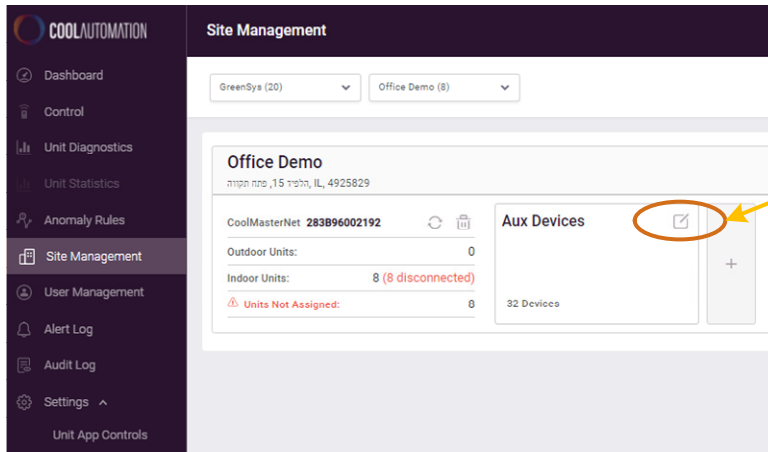 COOLAUTOMATION
Dashboard
Control
Unit Diagnostics
Unit Statistics
Anomaly Rules
Site Management
User Management
Alert Log
Audit Log
Settings
Unit App Controls
Site Management
GreenSys (20)
Office Demo (8)
Office Demo
הלפיד 15, פתח תקווה, IL, 4925829
CoolMasterNet 283B96002192
Outdoor Units: 0
Indoor Units: 8 (8 disconnected)
Units Not Assigned: 8
Aux Devices
32 Devices
+